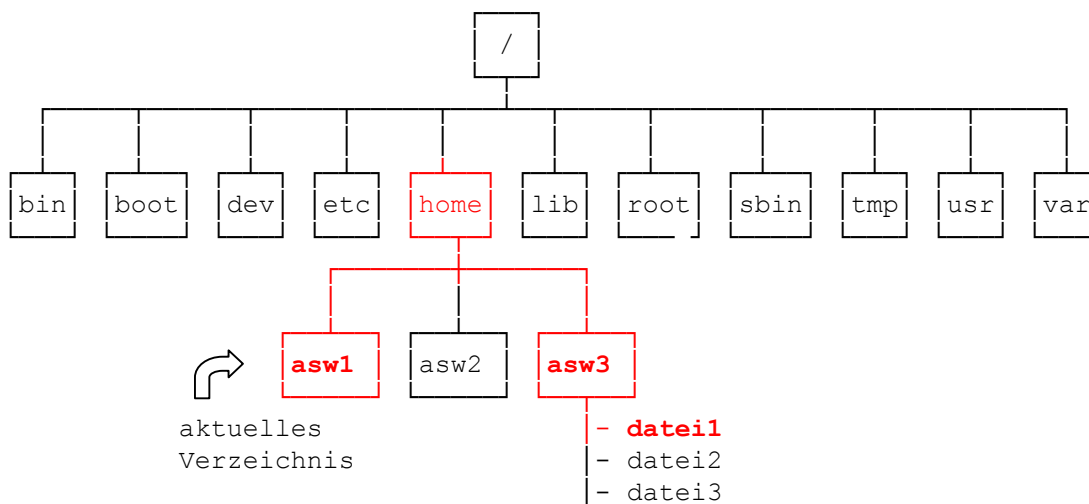 /
bin boot dev etc home lib root sbin tmp usr var
asw1 asw2 asw3
aktuelles
Verzeichnis
- datei1
- datei2
- datei3